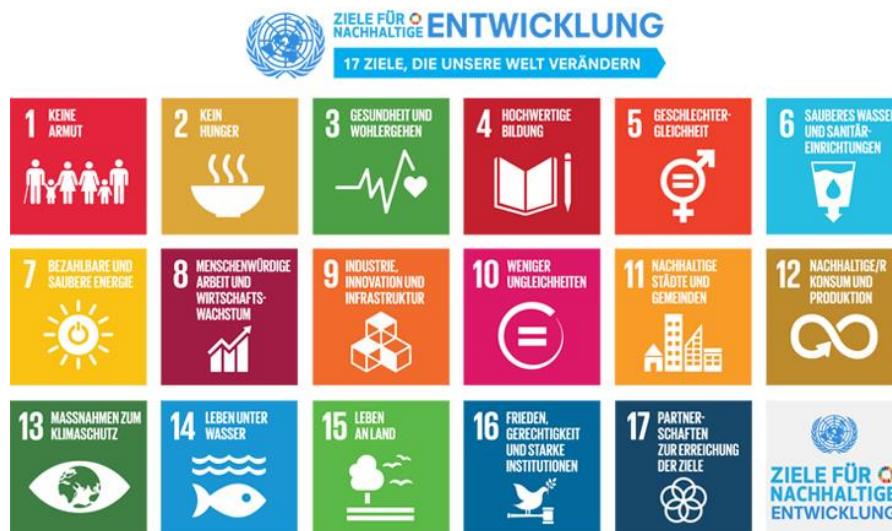 ZIELE FÜR
NACHHALTIGE
ENTWICKLUNG
17 ZIELE, DIE UNSERE WELT VERÄNDERN
1 KEINE
ARMUT
2 KEIN
HUNGER
3 GESUNDHEIT UND
WOHLERGEHEN
4 HOCHWERTIGE
BILDUNG
5 GESCHLECHTER-
GLEICHHEIT
6 SAUBERES WASSER
UND SANITÄR-
EINRICHTUNGEN
7 BEZAHLBARE UND
SAUBERE ENERGIE
8 MENSCHENWÜRDIGE
ARBEIT UND
WIRTSCHAFTS-
WACHSTUM
9 INDUSTRIE,
INNOVATION UND
INFRASTRUKTUR
10 WENIGER
UNGLEICHHEITEN
11 NACHHALTIGE
STÄDTE UND
GEMEINDEN
12 NACHHALTIGE/R
KONSUM UND
PRODUKTION
13 MASSNAHMEN ZUM
KLIMASCHUTZ
14 LEBEN UNTER
WASSER
15 LEBEN
AN LAND
16 FRIEDEN,
GERECHTIGKEIT
UND STARKE
INSTITUTIONEN
17 PARTNER-
SCHAFTEN
ZUR ERREICHUNG
DER ZIELE
ZIELE FÜR
NACHHALTIGE
ENTWICKLUNG